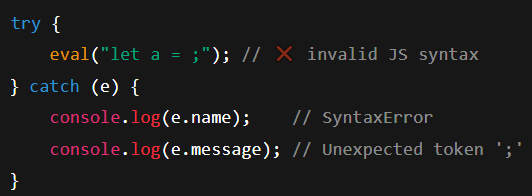 try {
    eval("let a = ;"); // ❌ invalid JS syntax
} catch (e) {
    console.log(e.name);    // SyntaxError
    console.log(e.message); // Unexpected token ';'
}